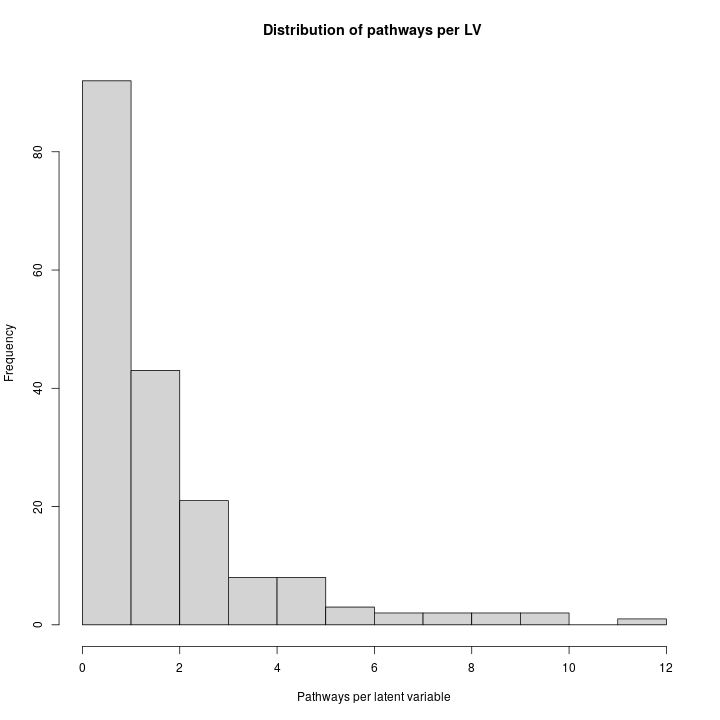 Distribution of pathways per LV
Frequency
80
60
40
20
0
0 2 4 6 8 10 12
Pathways per latent variable